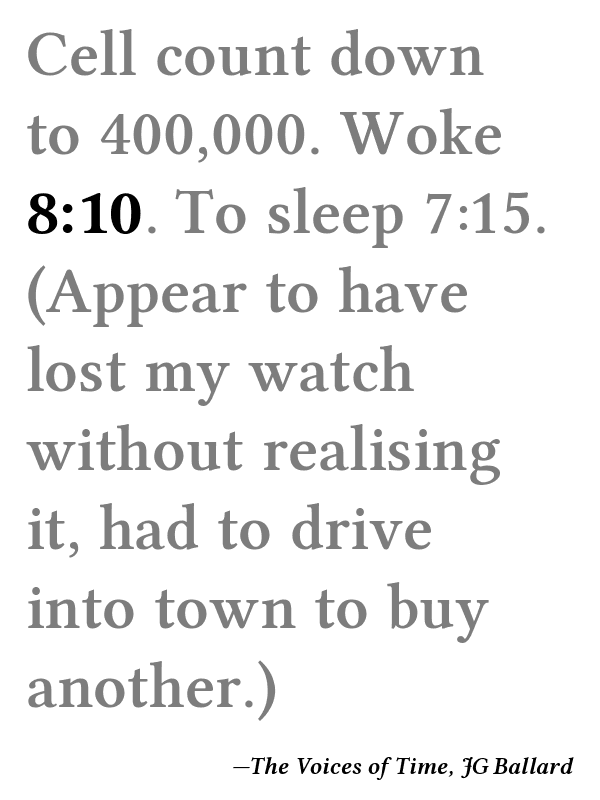 Cell count down
to 400,000. Woke
8:10. To sleep 7:15.
(Appear to have
lost my watch
without realising
it, had to drive
into town to buy
another.)
—The Voices of Time, JG Ballard